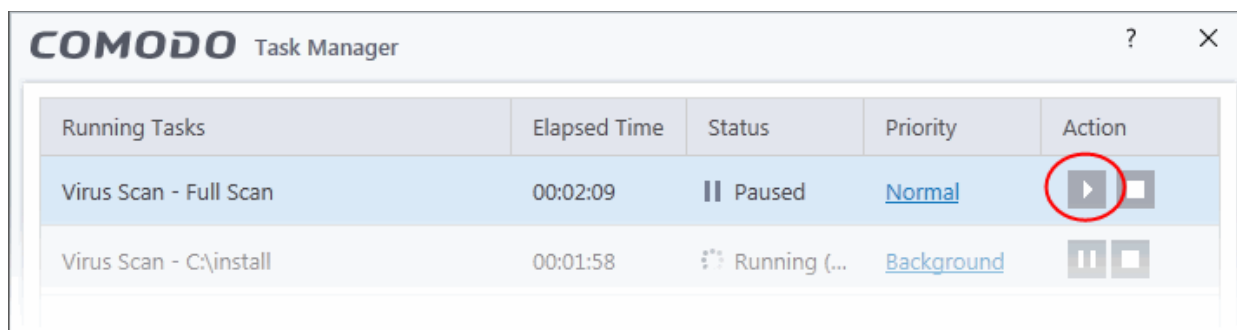 COMODO Task Manager ? X
Running Tasks Elapsed Time Status Priority Action
Virus Scan - Full Scan 00:02:09 Paused Normal
Virus Scan - C:\install 00:01:58 Running (... Background